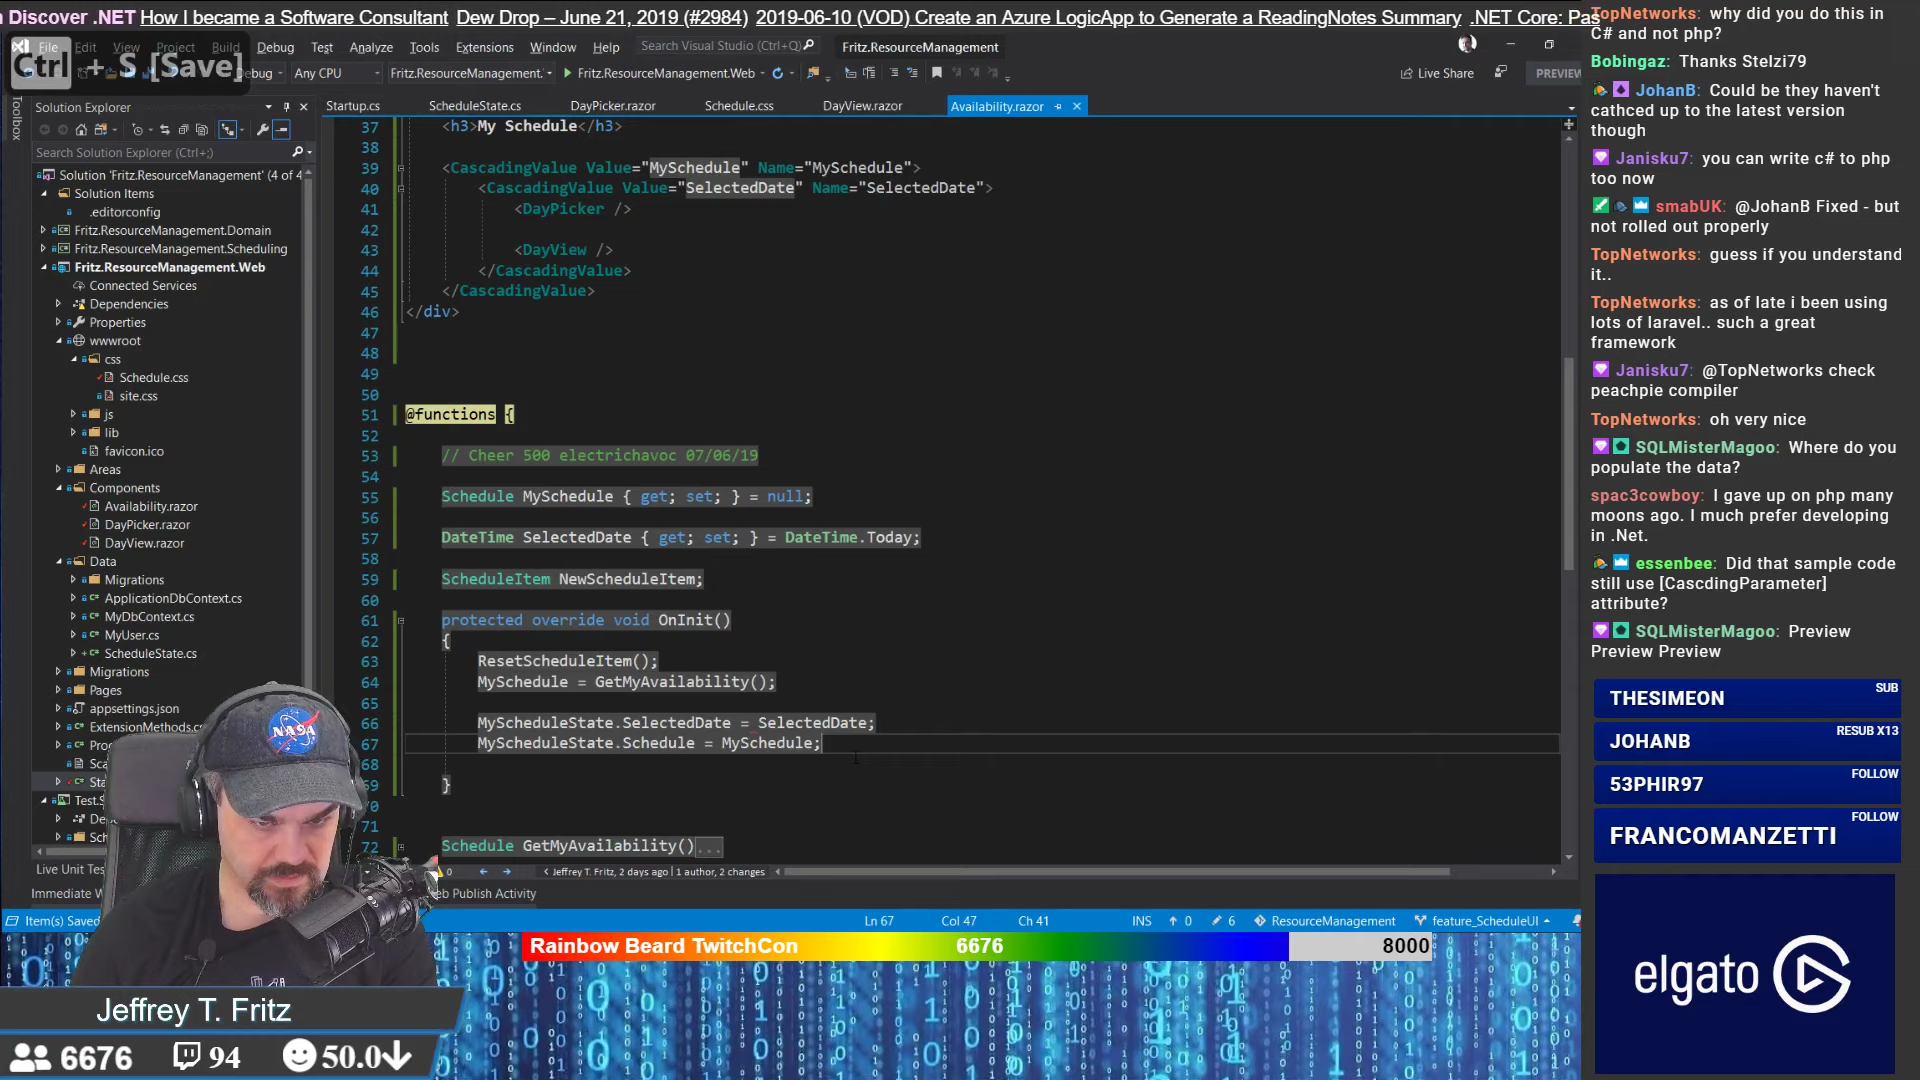 n Discover .NET How I became a Software Consultant Dew Drop – June 21, 2019 (#2984) 2019-06-10 (VOD) Create an Azure LogicApp to Generate a ReadingNotes Summary .NET Core: Pas
File Edit View Project Build Debug Test Analyze Tools Extensions Window Help Search Visual Studio (Ctrl+Q) Fritz.ResourceManagement
Ctrl + S [Save]
Debug Any CPU Fritz.ResourceManagement. Fritz.ResourceManagement.Web Live Share PREVIEW
Toolbox
Solution Explorer
Startup.cs ScheduleState.cs DayPicker.razor Schedule.css DayView.razor Availability.razor
Search Solution Explorer (Ctrl+;)
Solution 'Fritz.ResourceManagement' (4 of 4
Solution Items
.editorconfig
Fritz.ResourceManagement.Domain
Fritz.ResourceManagement.Scheduling
Fritz.ResourceManagement.Web
Connected Services
Dependencies
Properties
wwwroot
css
Schedule.css
site.css
js
lib
favicon.ico
Areas
Components
Availability.razor
DayPicker.razor
DayView.razor
Data
Migrations
ApplicationDbContext.cs
MyDbContext.cs
MyUser.cs
ScheduleState.cs
Migrations
Pages
appsettings.json
ExtensionMethods.c
Pro
Sca
Sta
Test.S
De
Sch
Live Unit Tes
Immediate W
37 <h3>My Schedule</h3>
38
39 <CascadingValue Value="MySchedule" Name="MySchedule">
40 <CascadingValue Value="SelectedDate" Name="SelectedDate">
41 <DayPicker />
42
43 <DayView />
44 </CascadingValue>
45 </CascadingValue>
46 </div>
47
48
49
50
51 @functions {
52
53 // Cheer 500 electrichavoc 07/06/19
54
55 Schedule MySchedule { get; set; } = null;
56
57 DateTime SelectedDate { get; set; } = DateTime.Today;
58
59 ScheduleItem NewScheduleItem;
60
61 protected override void OnInit()
62 {
63 ResetScheduleItem();
64 MySchedule = GetMyAvailability();
65
66 MyScheduleState.SelectedDate = SelectedDate;
67 MyScheduleState.Schedule = MySchedule;
68
69 }
70
71
72 Schedule GetMyAvailability()...
0 Jeffrey T. Fritz, 2 days ago | 1 author, 2 changes
eb Publish Activity
Item(s) Saved Ln 67 Col 47 Ch 41 INS 0 6 ResourceManagement feature_ScheduleUI
Rainbow Beard TwitchCon 6676 8000
Jeffrey T. Fritz
6676 94 50.0
TopNetworks: why did you do this in
C# and not php?
Bobingaz: Thanks Stelzi79
JohanB: Could be they haven't
cathced up to the latest version
though
Janisku7: you can write c# to php
too now
smabUK: @JohanB Fixed - but
not rolled out properly
TopNetworks: guess if you understand
it..
TopNetworks: as of late i been using
lots of laravel.. such a great
framework
Janisku7: @TopNetworks check
peachpie compiler
TopNetworks: oh very nice
SQLMisterMagoo: Where do you
populate the data?
spac3cowboy: I gave up on php many
moons ago. I much prefer developing
in .Net.
essenbee: Did that sample code
still use [CascdingParameter]
attribute?
SQLMisterMagoo: Preview
Preview Preview
THESIMEON SUB
JOHANB RESUB X13
53PHIR97 FOLLOW
FRANCOMANZETTI FOLLOW
elgato
NASA